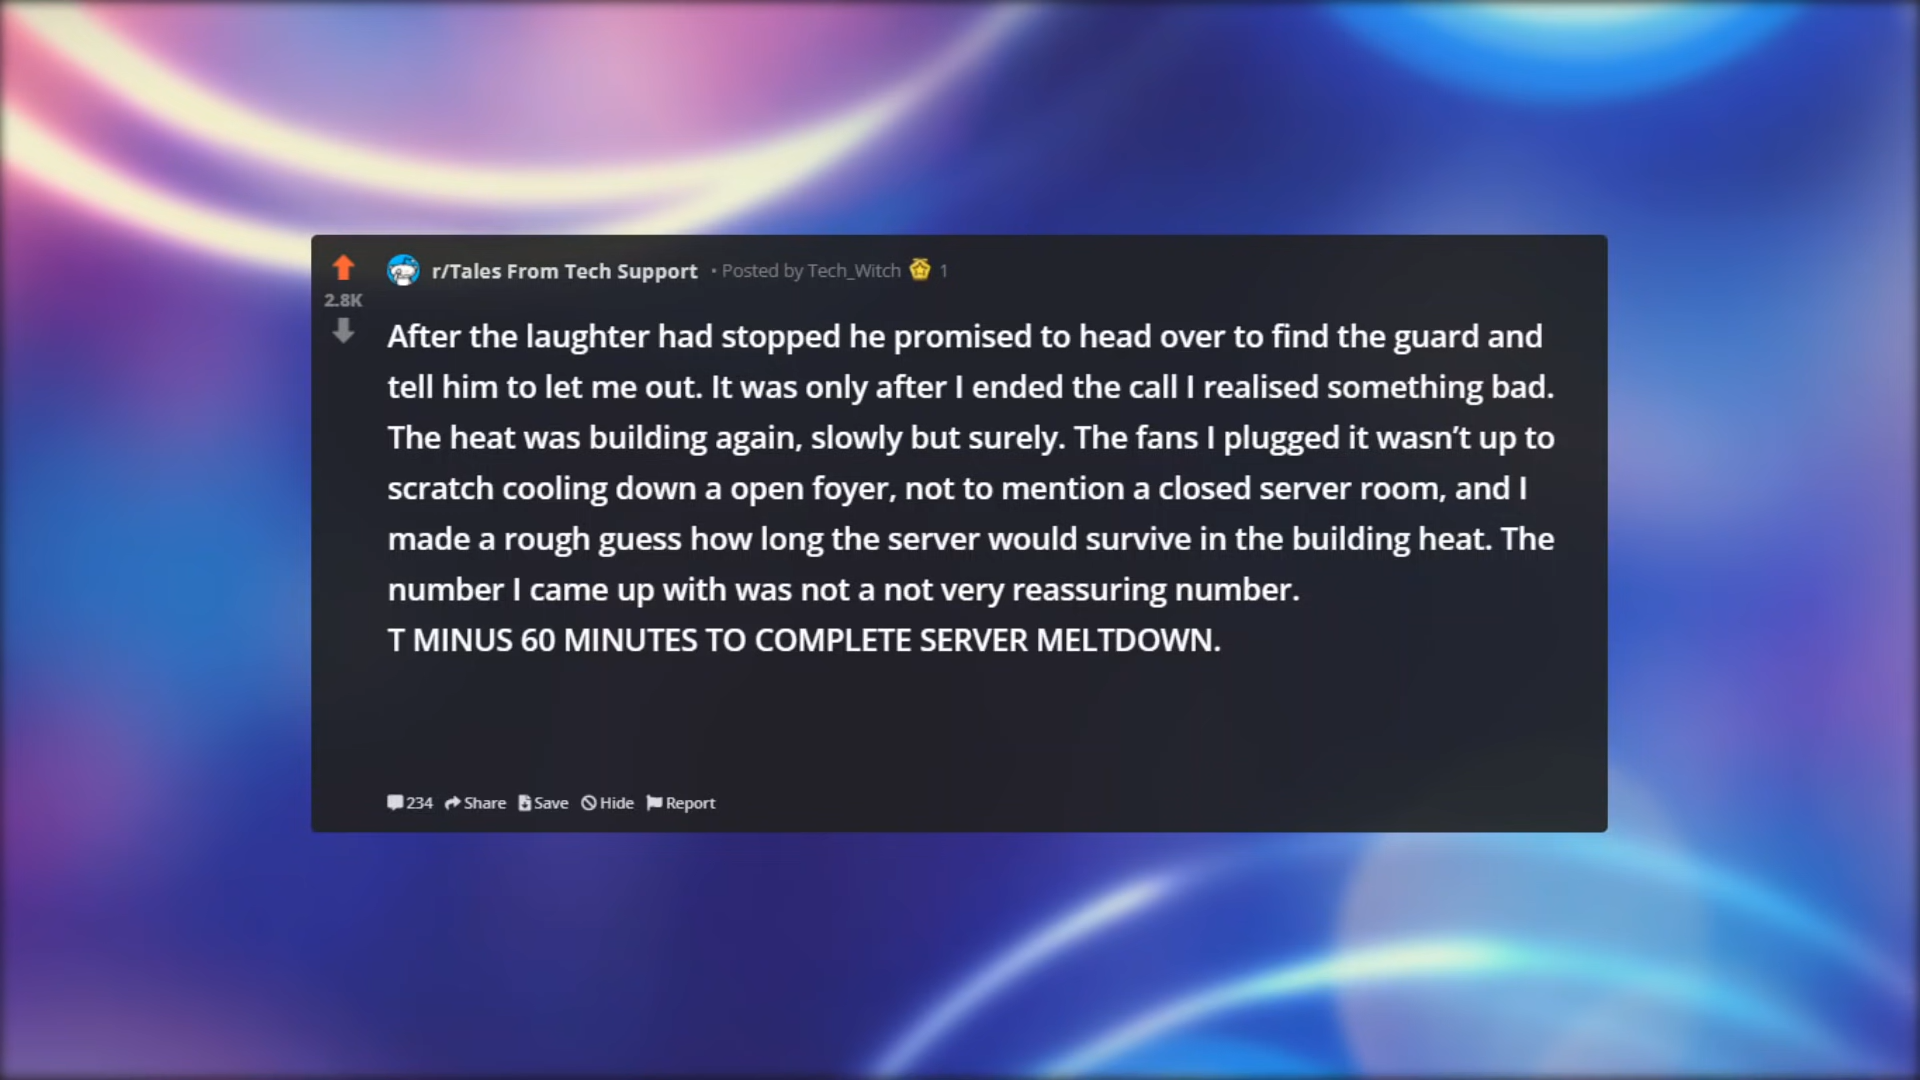 r/Tales From Tech Support • Posted by Tech_Witch 1
2.8K
After the laughter had stopped he promised to head over to find the guard and
tell him to let me out. It was only after I ended the call I realised something bad.
The heat was building again, slowly but surely. The fans I plugged it wasn't up to
scratch cooling down a open foyer, not to mention a closed server room, and I
made a rough guess how long the server would survive in the building heat. The
number I came up with was not a not very reassuring number.
T MINUS 60 MINUTES TO COMPLETE SERVER MELTDOWN.
234 Share Save Hide Report